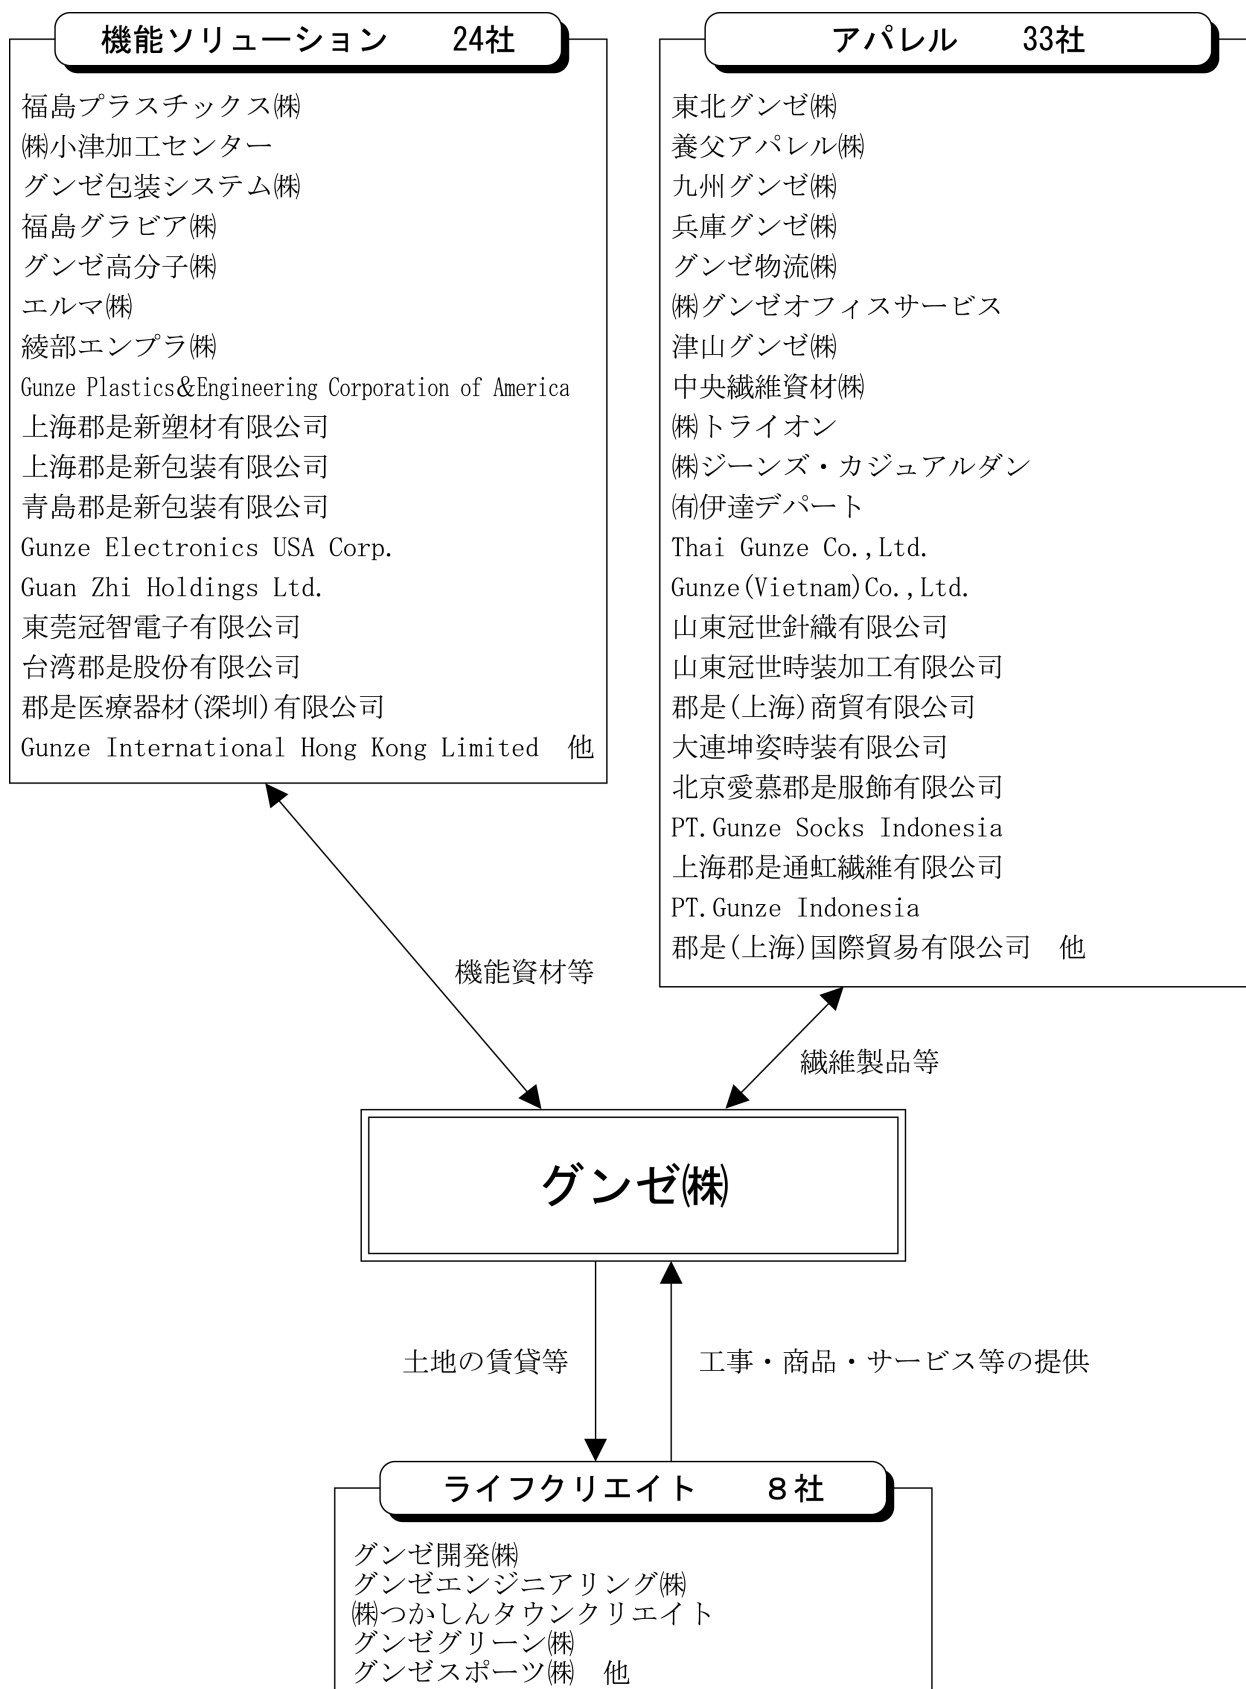 機能ソリューション　24社
福島プラスチックス㈱
㈱小津加工センター
グンゼ包装システム㈱
福島グラビア㈱
グンゼ高分子㈱
エルマ㈱
綾部エンプラ㈱
Gunze Plastics&Engineering Corporation of America
上海郡是新塑材有限公司
上海郡是新包装有限公司
青島郡是新包装有限公司
Gunze Electronics USA Corp.
Guan Zhi Holdings Ltd.
東莞冠智電子有限公司
台湾郡是股份有限公司
郡是医療器材(深圳)有限公司
Gunze International Hong Kong Limited　他
アパレル　33社
東北グンゼ㈱
養父アパレル㈱
九州グンゼ㈱
兵庫グンゼ㈱
グンゼ物流㈱
㈱グンゼオフィスサービス
津山グンゼ㈱
中央繊維資材㈱
㈱トライオン
㈱ジーンズ・カジュアルダン
㈲伊達デパート
Thai Gunze Co.,Ltd.
Gunze(Vietnam)Co.,Ltd.
山東冠世針織有限公司
山東冠世時装加工有限公司
郡是(上海)商貿有限公司
大連坤姿時装有限公司
北京愛慕郡是服飾有限公司
PT.Gunze Socks Indonesia
上海郡是通虹繊維有限公司
PT.Gunze Indonesia
郡是(上海)国際貿易有限公司　他
機能資材等
繊維製品等
グンゼ㈱
土地の賃貸等
工事・商品・サービス等の提供
ライフクリエイト　８社
グンゼ開発㈱
グンゼエンジニアリング㈱
㈱つかしんタウンクリエイト
グンゼグリーン㈱
グンゼスポーツ㈱　他